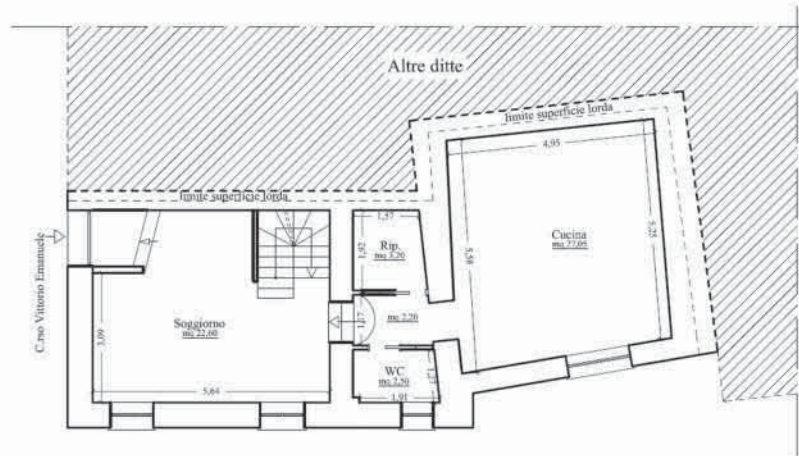 Altre ditte
limite superficie lorda
4,95
limite superficie lorda
C.rso Vittorio Emanuele
1,57
Rip.
mq 3,20
1,92
Cucina
mq 27,05
5,25
5,58
Soggiorno
mq 22,60
3,09
1,17
mq 2,20
WC
mq 2,50
1,27
5,64
1,91